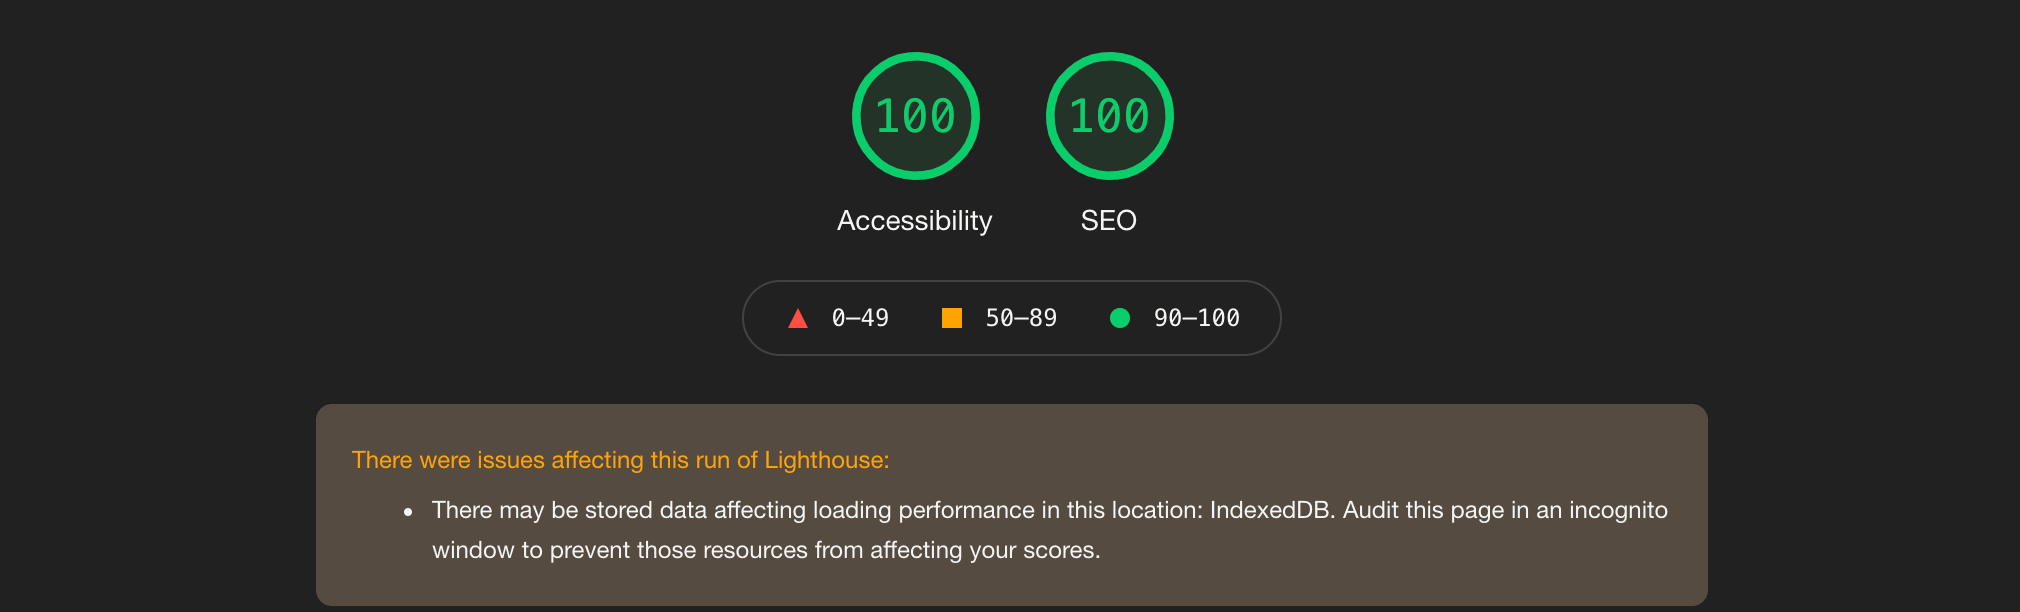 100 100
Accessibility SEO
0–49 50–89 90–100
There were issues affecting this run of Lighthouse:
• There may be stored data affecting loading performance in this location: IndexedDB. Audit this page in an incognito
window to prevent those resources from affecting your scores.